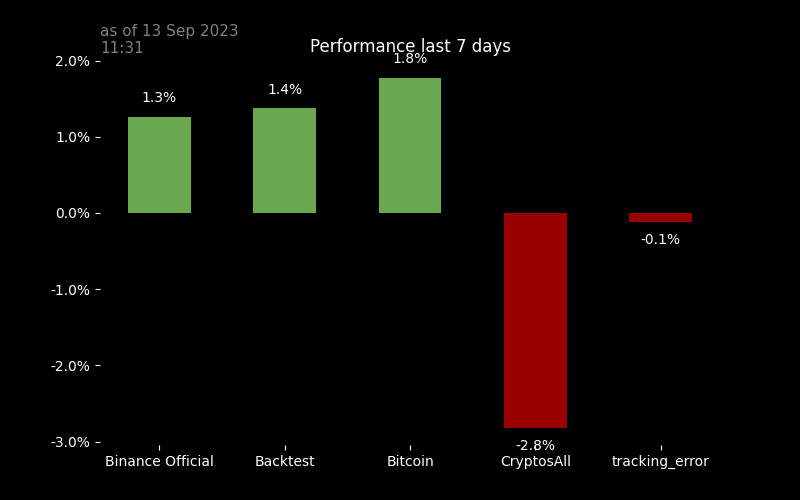 as of 13 Sep 2023
11:31
Performance last 7 days
2.0%
1.0%
0.0%
-1.0%
-2.0%
-3.0%
1.3%
1.4%
1.8%
-2.8%
-0.1%
Binance Official
Backtest
Bitcoin
CryptosAll
tracking_error